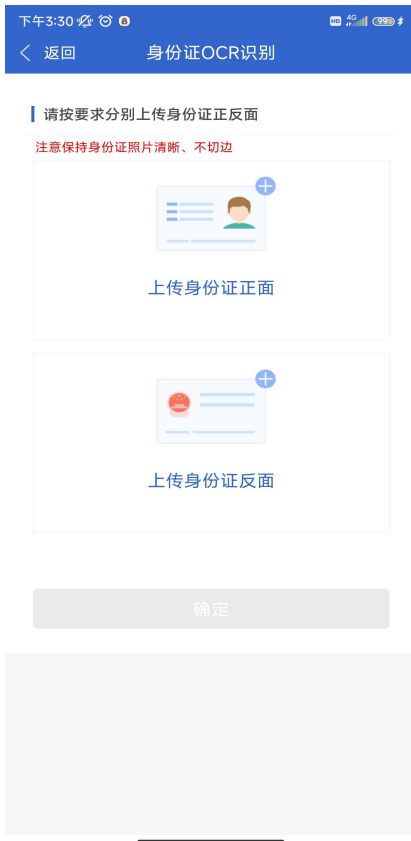 下午3:30
HD 4G 99
返回 身份证OCR识别
请按要求分别上传身份证正反面
注意保持身份证照片清晰、不切边
上传身份证正面
上传身份证反面
确定